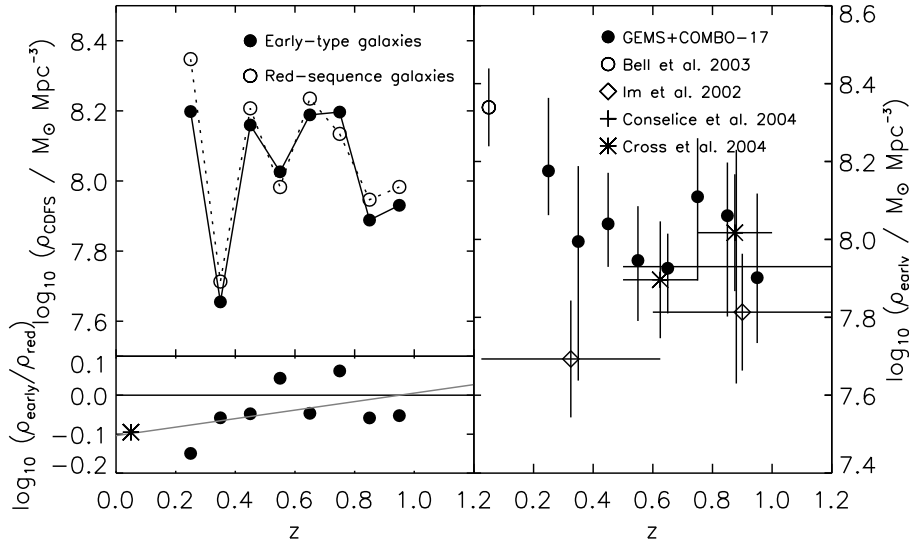 8.4
8.2
8.0
7.8
7.6
log₁₀ (ρCDFS / M⊙ Mpc⁻³)
Early-type galaxies
Red-sequence galaxies
0.1
0.0
-0.1
-0.2
log₁₀ (ρearly/ρred)
0.0 0.2 0.4 0.6 0.8 1.0 1.2
z
GEMS+COMBO-17
Bell et al. 2003
Im et al. 2002
Conselice et al. 2004
Cross et al. 2004
0.2 0.4 0.6 0.8 1.0 1.2
z
8.6
8.4
8.2
8.0
7.8
7.6
7.4
log₁₀ (ρearly / M⊙ Mpc⁻³)